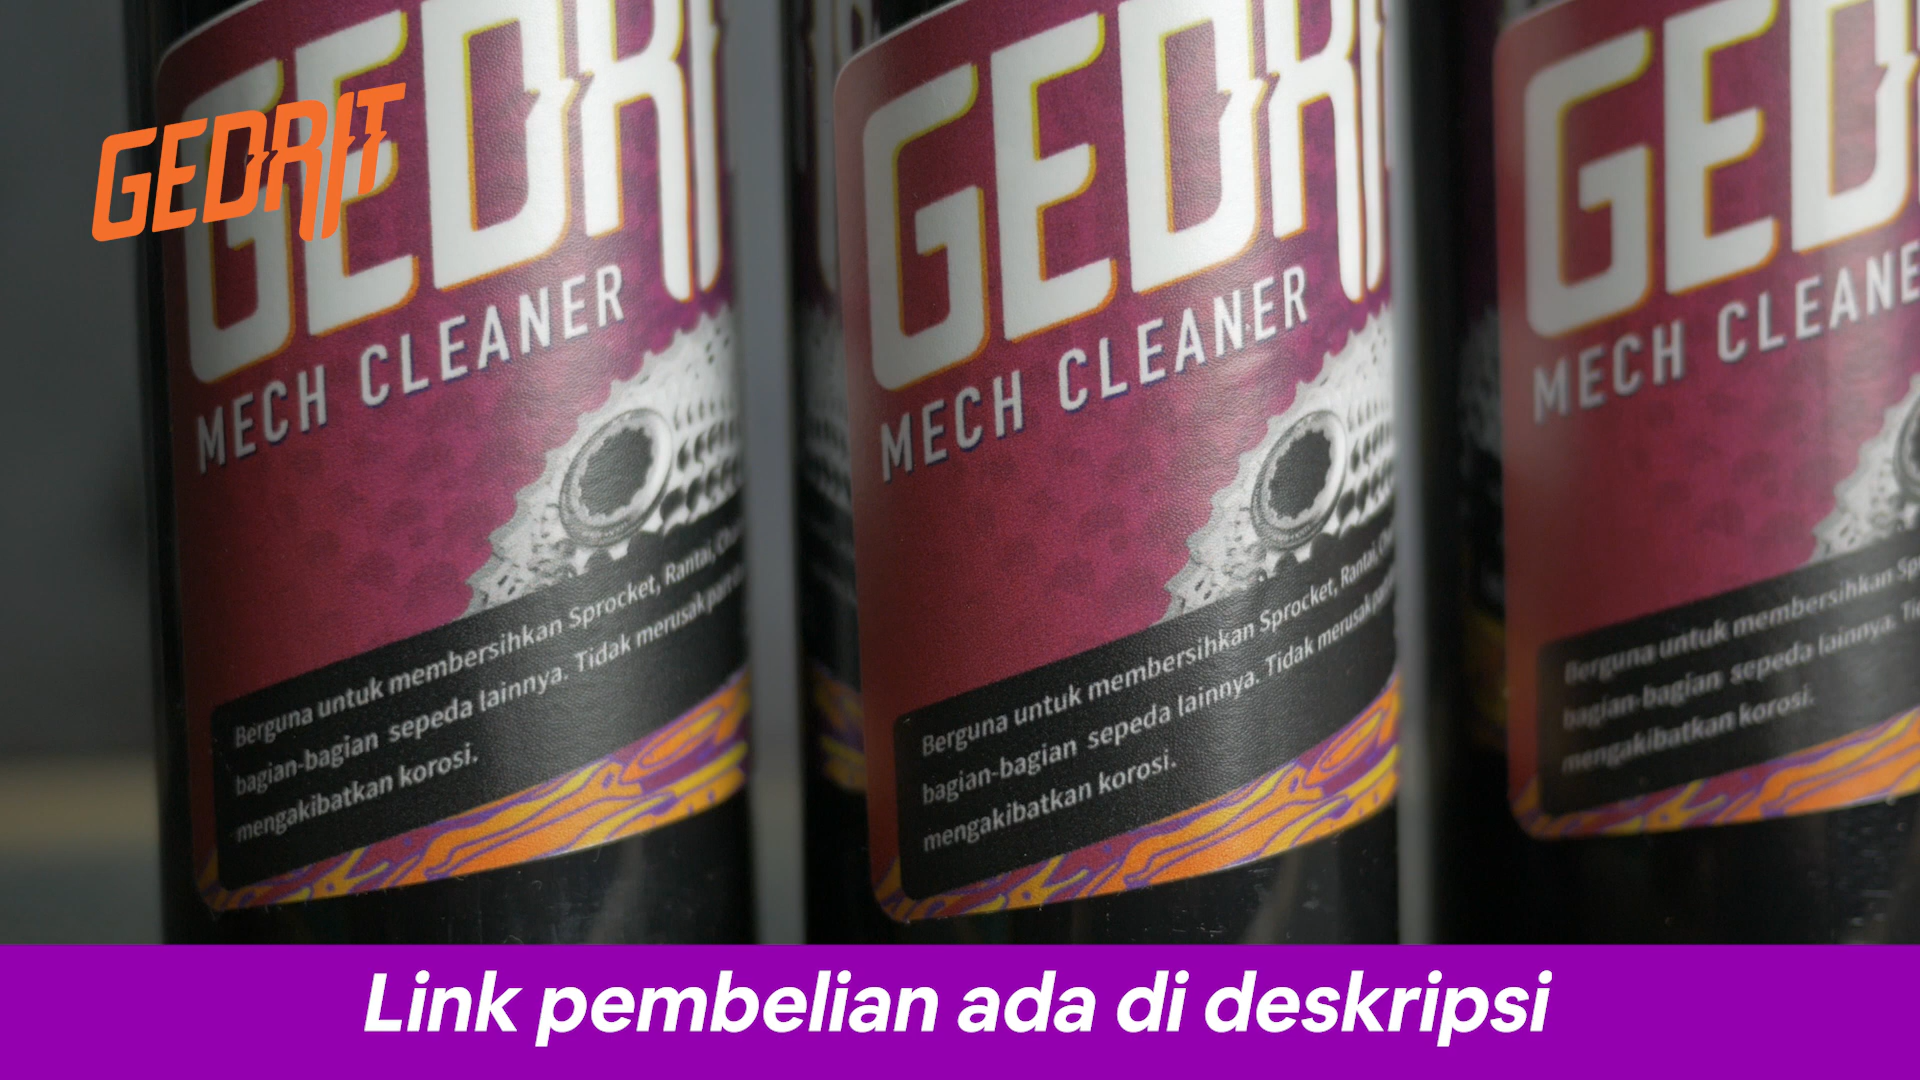 GEDRIT
GEDRI
MECH CLEANER
Berguna untuk membersihkan Sprocket, Rantai,
bagian-bagian sepeda lainnya. Tidak merusak
mengakibatkan korosi.
GEDRI
MECH CLEANER
Berguna untuk membersihkan Sprocket, Rantai,
bagian-bagian sepeda lainnya. Tidak merusak
mengakibatkan korosi.
GED
MECH CLEANE
Berguna untuk membersihkan
bagian-bagian sepeda lainnya.
mengakibatkan korosi.
Link pembelian ada di deskripsi